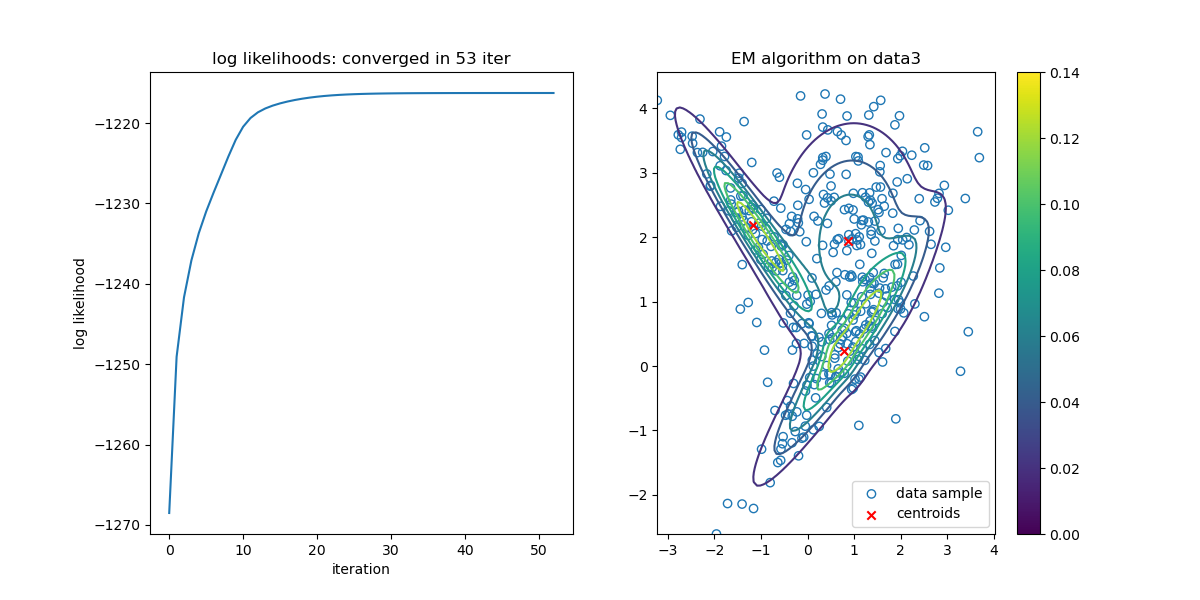 log likelihoods: converged in 53 iter
−1220
−1230
−1240
−1250
−1260
−1270
log likelihood
0 10 20 30 40 50
iteration
EM algorithm on data3
4
3
2
1
0
−1
−2
−3 −2 −1 0 1 2 3 4
data sample
centroids
0.14
0.12
0.10
0.08
0.06
0.04
0.02
0.00